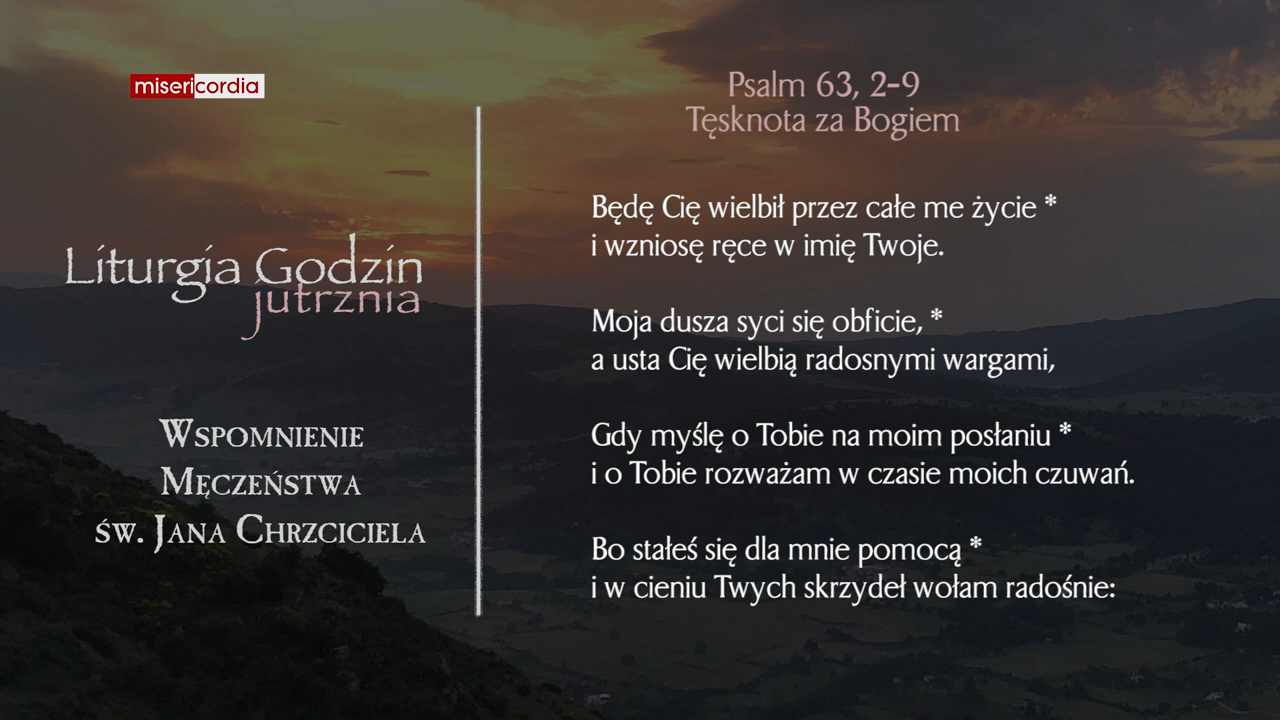 misericordia
Liturgia Godzin
jutrznia
Wspomnienie
Męczeństwa
św. Jana Chrzciciela
Psalm 63, 2-9
Tęsknota za Bogiem
Będę Cię wielbił przez całe me życie *
i wzniosę ręce w imię Twoje.
Moja dusza syci się obficie, *
a usta Cię wielbią radosnymi wargami,
Gdy myślę o Tobie na moim posłaniu *
i o Tobie rozważam w czasie moich czuwań.
Bo stałeś się dla mnie pomocą *
i w cieniu Twych skrzydeł wołam radośnie: